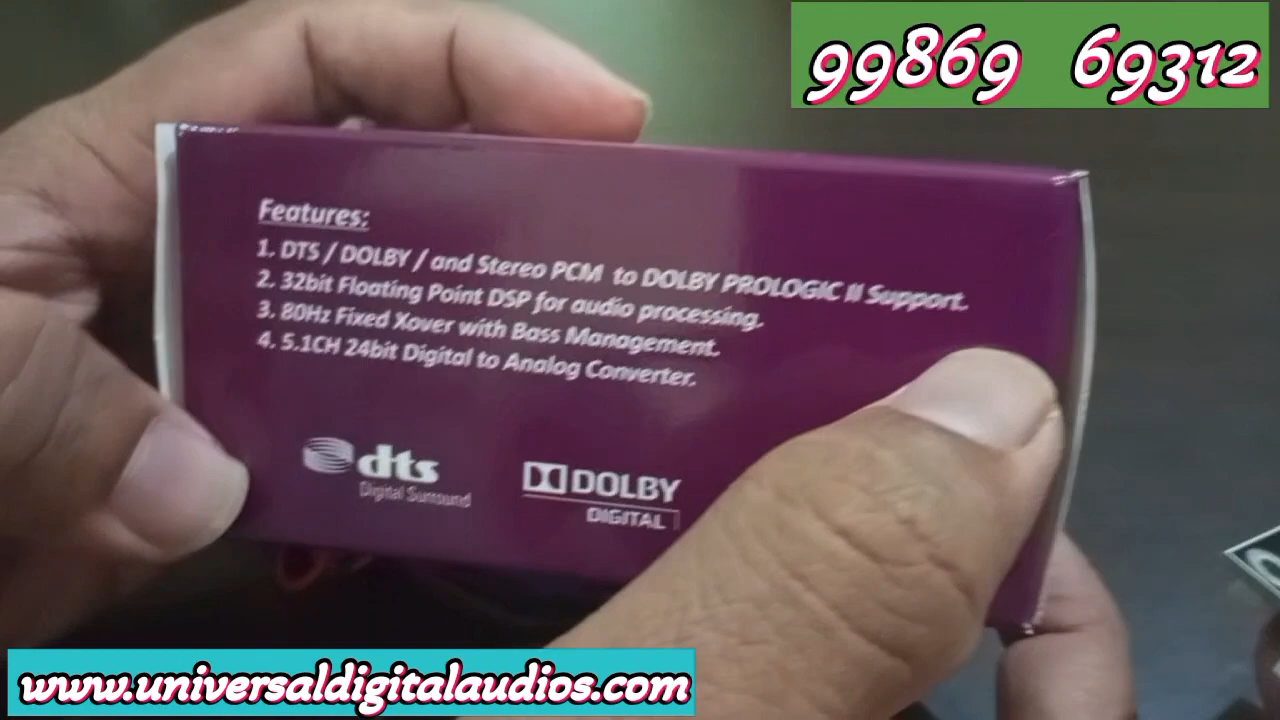 99869 69312
Features:
1. DTS / DOLBY / and Stereo PCM to DOLBY PROLOGIC II Support.
2. 32bit Floating Point DSP for audio processing.
3. 80Hz Fixed Xover with Bass Management.
4. 5.1CH 24bit Digital to Analog Converter.
dts
Digital Surround
DOLBY
DIGITAL
www.universaldigitalaudios.com